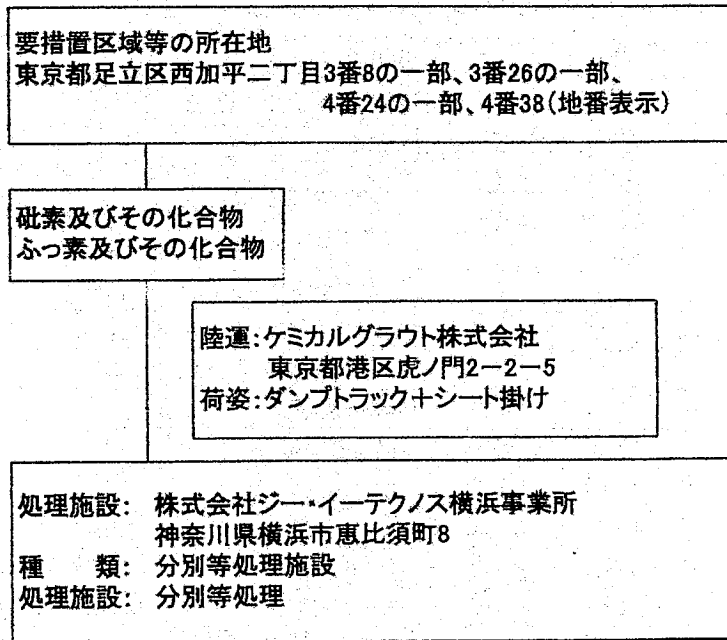 要措置区域等の所在地
東京都足立区西加平二丁目3番8の一部、3番26の一部、
4番24の一部、4番38(地番表示)
砒素及びその化合物
ふっ素及びその化合物
陸運:ケミカルグラウト株式会社
東京都港区虎ノ門2-2-5
荷姿:ダンプトラック+シート掛け
処理施設: 株式会社ジー・イーテクノス横浜事業所
神奈川県横浜市恵比須町8
種　類: 分別等処理施設
処理施設: 分別等処理